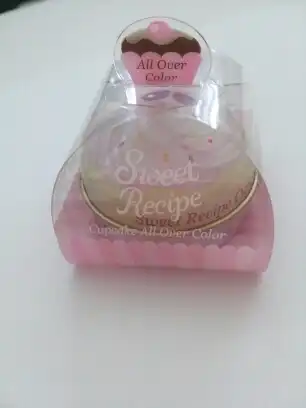 All Over
Color
Sweet
Recipe
Sweet Recipe
Cupcake All Over Color